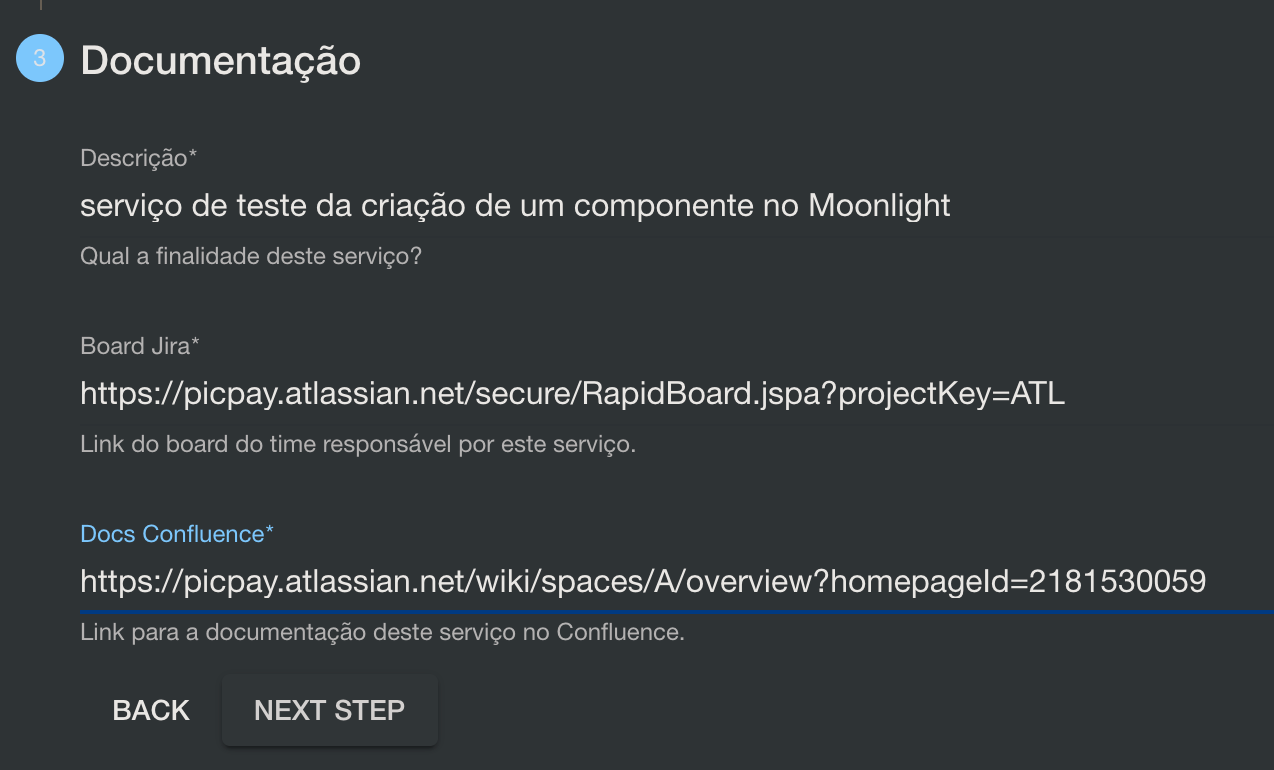 3
Documentação
Descrição*
serviço de teste da criação de um componente no Moonlight
Qual a finalidade deste serviço?
Board Jira*
https://picpay.atlassian.net/secure/RapidBoard.jspa?projectKey=ATL
Link do board do time responsável por este serviço.
Docs Confluence*
https://picpay.atlassian.net/wiki/spaces/A/overview?homepageId=2181530059
Link para a documentação deste serviço no Confluence.
BACK NEXT STEP